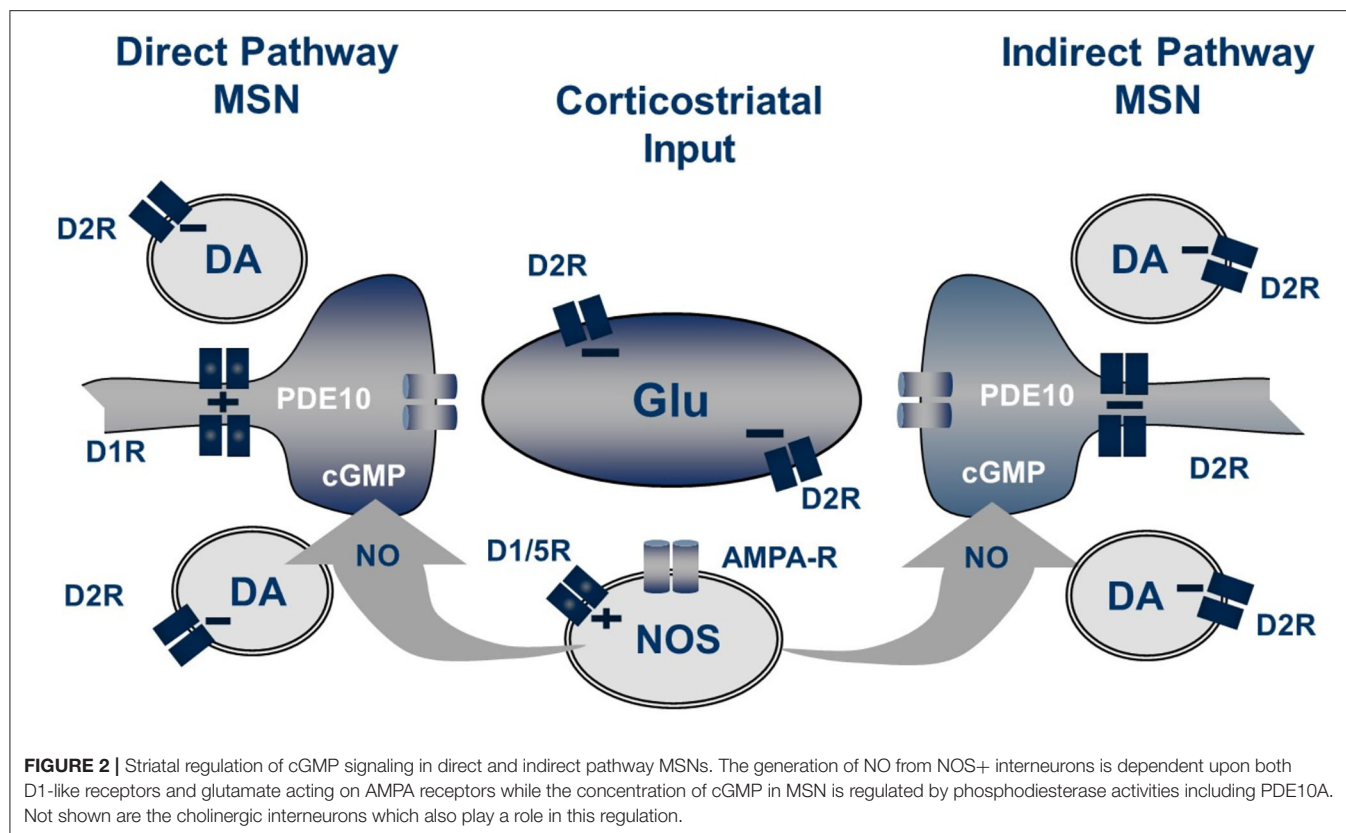 Direct Pathway
MSN
Corticostriatal
Input
Indirect Pathway
MSN
D2R
DA
D2R
DA
D2R
D1R
+
PDE10
cGMP
Glu
D2R
PDE10
cGMP
D2R
D2R
DA
NO
D1/5R
+
AMPA-R
NOS
NO
DA
D2R
FIGURE 2 | Striatal regulation of cGMP signaling in direct and indirect pathway MSNs. The generation of NO from NOS+ interneurons is dependent upon both
D1-like receptors and glutamate acting on AMPA receptors while the concentration of cGMP in MSN is regulated by phosphodiesterase activities including PDE10A.
Not shown are the cholinergic interneurons which also play a role in this regulation.